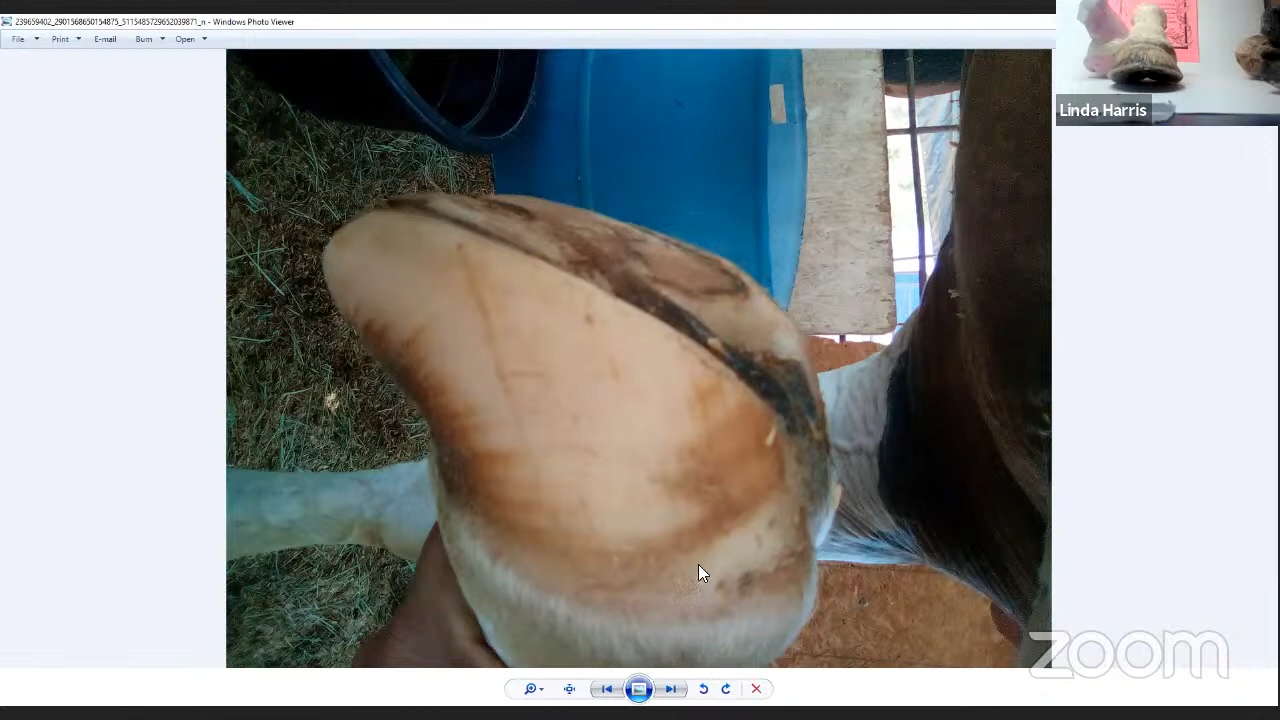 239659402_2901568650154875_5115485729652039871_n - Windows Photo Viewer
File Print E-mail Burn Open
Linda Harris
zoom